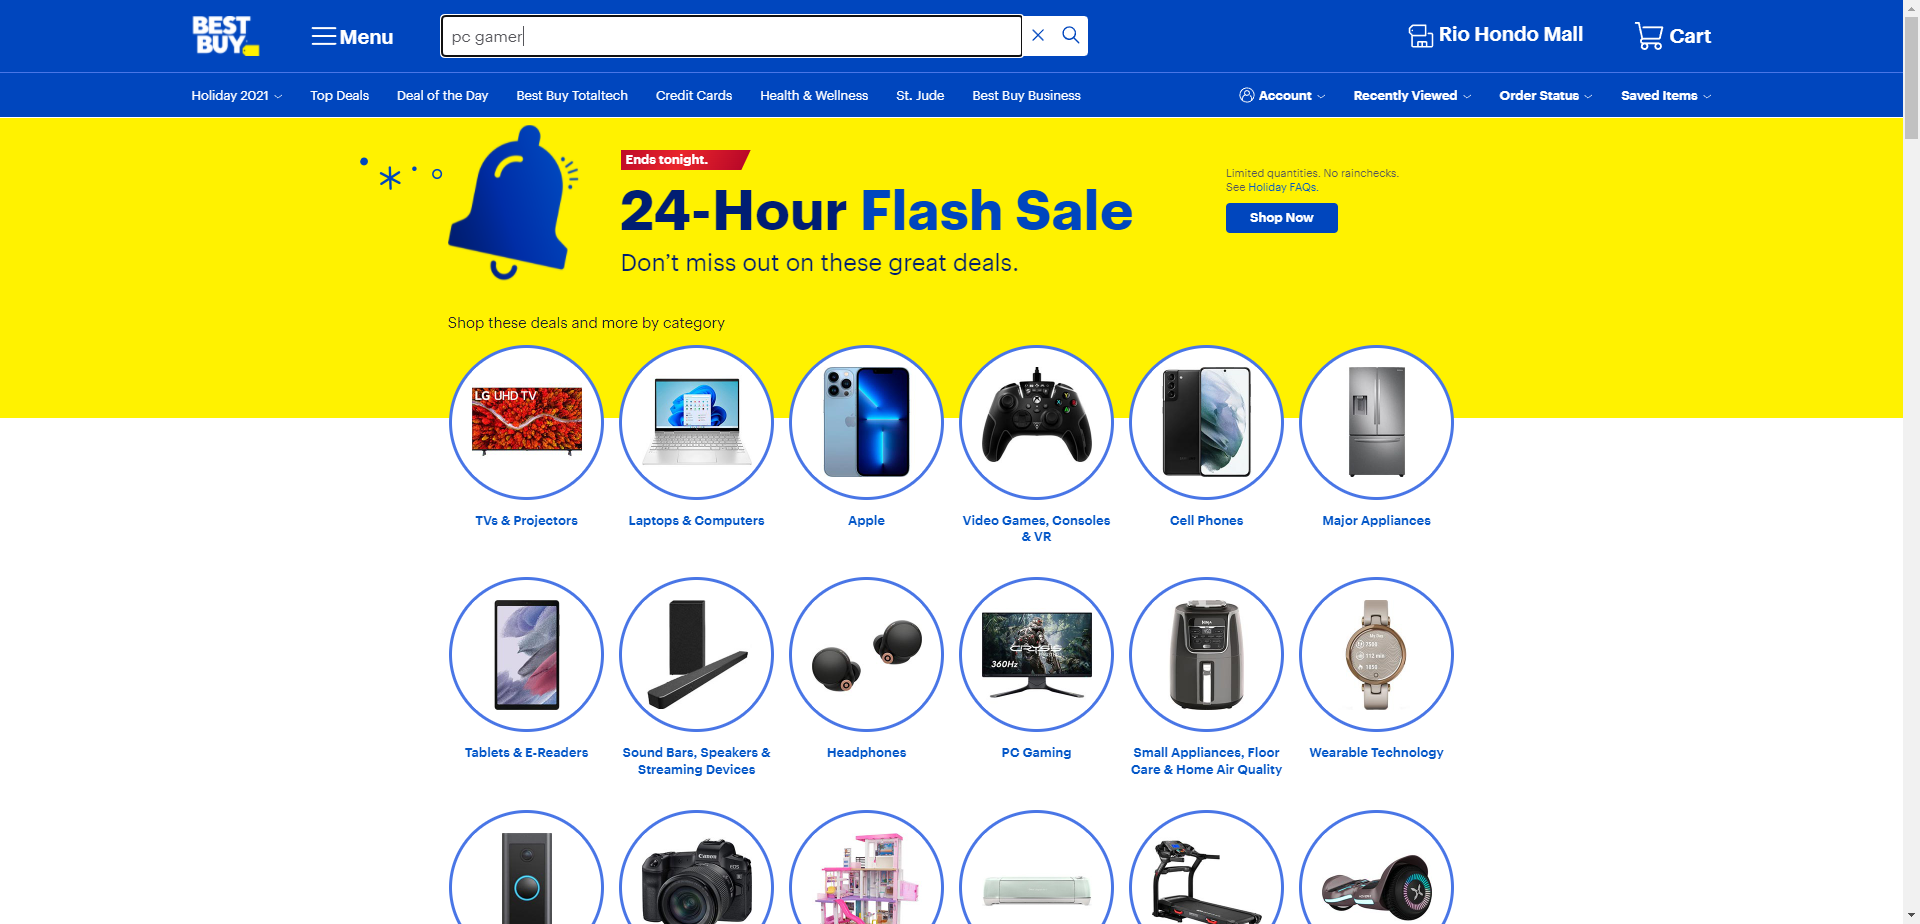 BEST
BUY
Menu
pc gamer
Rio Hondo Mall
Cart
Holiday 2021
Top Deals
Deal of the Day
Best Buy Totaltech
Credit Cards
Health & Wellness
St. Jude
Best Buy Business
Account
Recently Viewed
Order Status
Saved Items
Ends tonight.
24-Hour Flash Sale
Don’t miss out on these great deals.
Limited quantities. No rainchecks.
See Holiday FAQs.
Shop Now
Shop these deals and more by category
LG UHD TV
TVs & Projectors
Laptops & Computers
Apple
Video Games, Consoles
& VR
Cell Phones
Major Appliances
CRYSIS
360Hz
NINJA
Tablets & E-Readers
Sound Bars, Speakers &
Streaming Devices
Headphones
PC Gaming
Small Appliances, Floor
Care & Home Air Quality
Wearable Technology
Canon
EOS